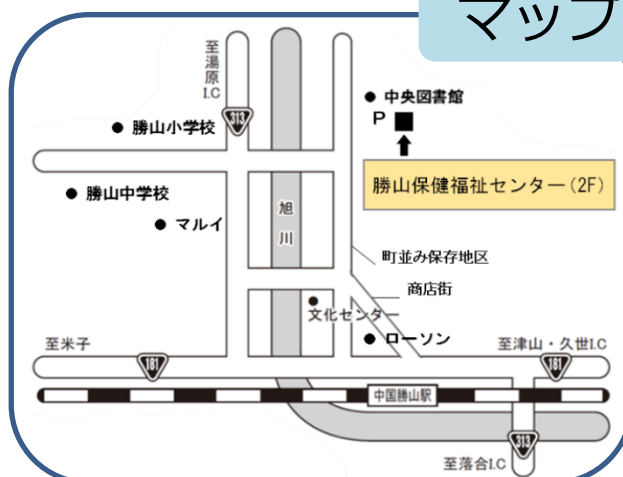 マップ
至湯原I.C
313
中央図書館
P
勝山小学校
勝山保健福祉センター(2F)
勝山中学校
マルイ
旭川
町並み保存地区
商店街
文化センター
ローソン
至米子
至津山・久世I.C
181
181
中国勝山駅
313
至落合I.C